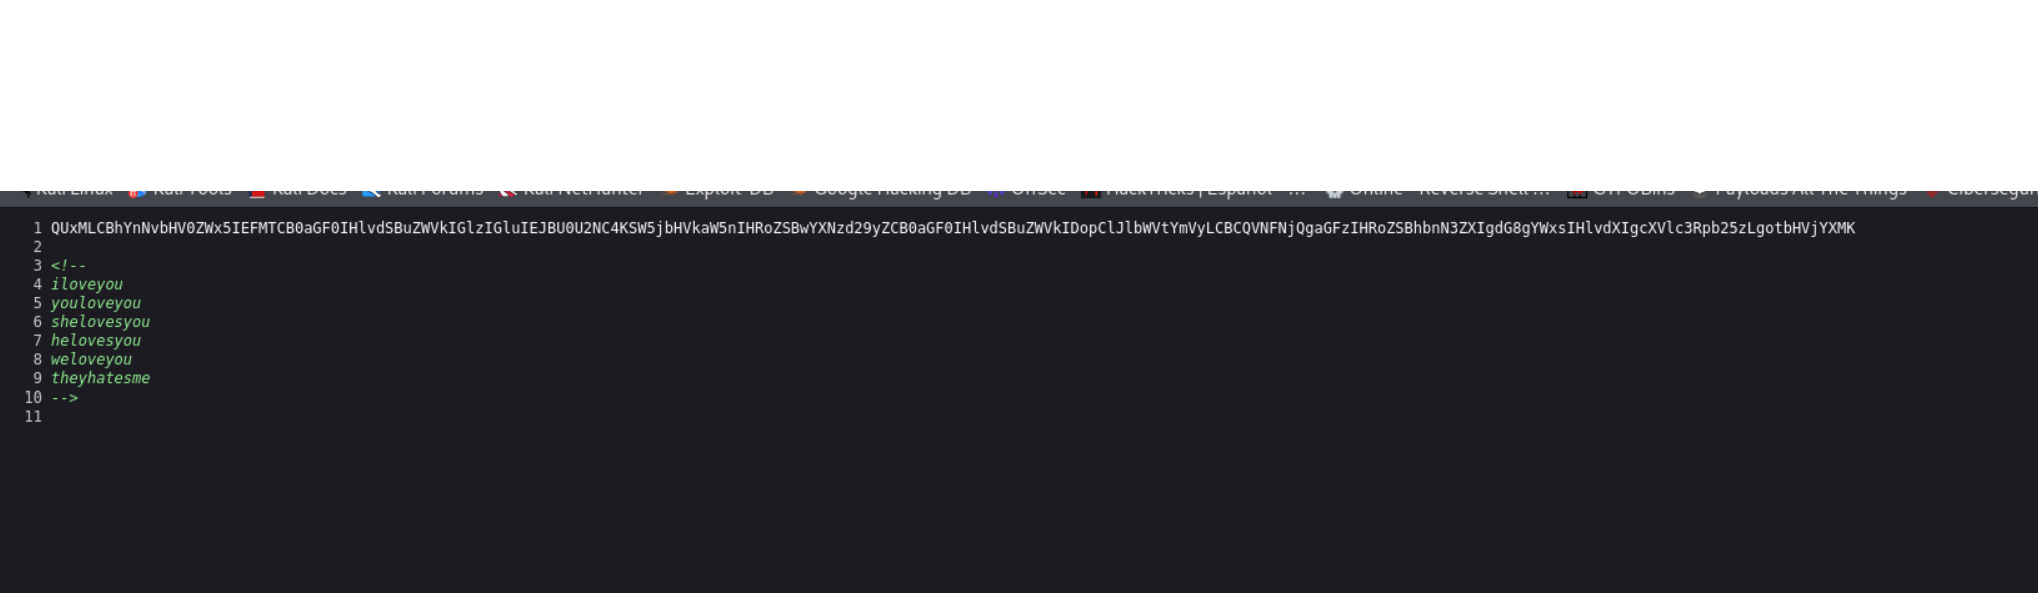 Kali Linux Kali Tools Kali Docs Kali Forums Kali NetHunter Exploit-DB Google Hacking DB OffSec HackTricks | Español - ... Online - Reverse Shell ... GTFOBins Payloads All The Things
1 QUxMLCBhYnNvbHV0ZWx5IEFMTCB0aGF0IHlvdSBuZWVkIGlzIGluIEJBU0U2NC4KSW5jbHVkaW5nIHRoZSBwYXNzd29yZCB0aGF0IHlvdSBuZWVkIDopClJlbWVtYmVyLCBCQVNFNjQgaGFzIHRoZSBhbnN3ZXIgdG8gYWxsIHlvdXIgcXVlc3Rpb25zLgotbHVjYXMK
2
3 <!--
4 iloveyou
5 youloveyou
6 shelovesyou
7 helovesyou
8 weloveyou
9 theyhatesme
10 -->
11